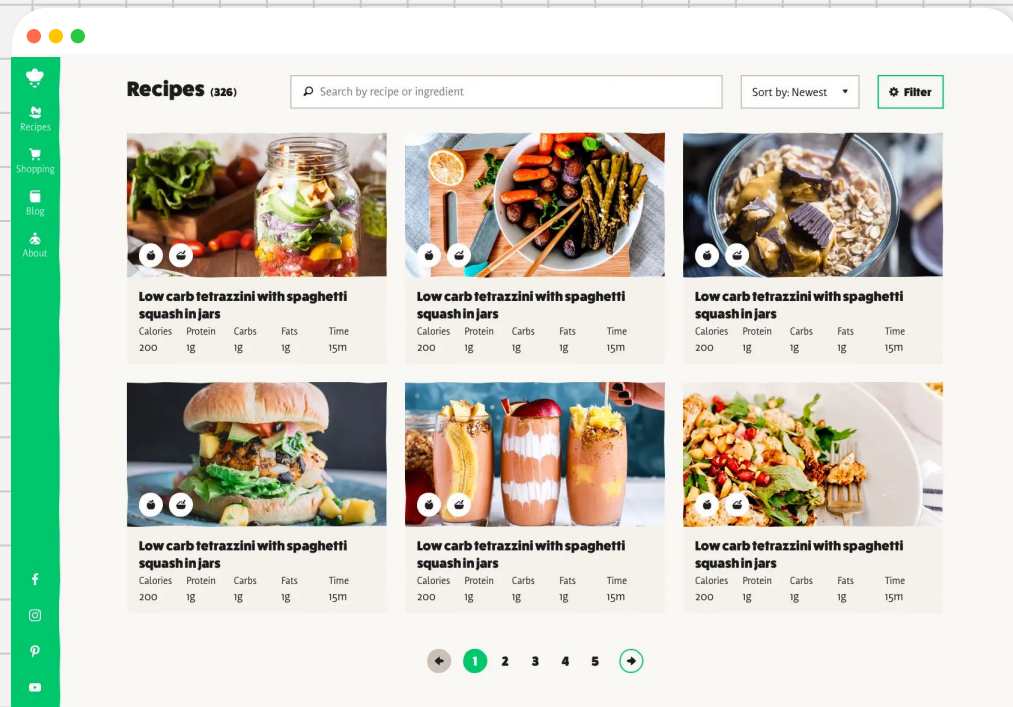 Recipes (326)
Search by recipe or ingredient
Sort by: Newest
Filter
Recipes
Shopping
Blog
About
Low carb tetrazzini with spaghetti
squash in jars
Calories Protein Carbs Fats Time
200 1g 1g 1g 15m
Low carb tetrazzini with spaghetti
squash in jars
Calories Protein Carbs Fats Time
200 1g 1g 1g 15m
Low carb tetrazzini with spaghetti
squash in jars
Calories Protein Carbs Fats Time
200 1g 1g 1g 15m
Low carb tetrazzini with spaghetti
squash in jars
Calories Protein Carbs Fats Time
200 1g 1g 1g 15m
Low carb tetrazzini with spaghetti
squash in jars
Calories Protein Carbs Fats Time
200 1g 1g 1g 15m
Low carb tetrazzini with spaghetti
squash in jars
Calories Protein Carbs Fats Time
200 1g 1g 1g 15m
1 2 3 4 5